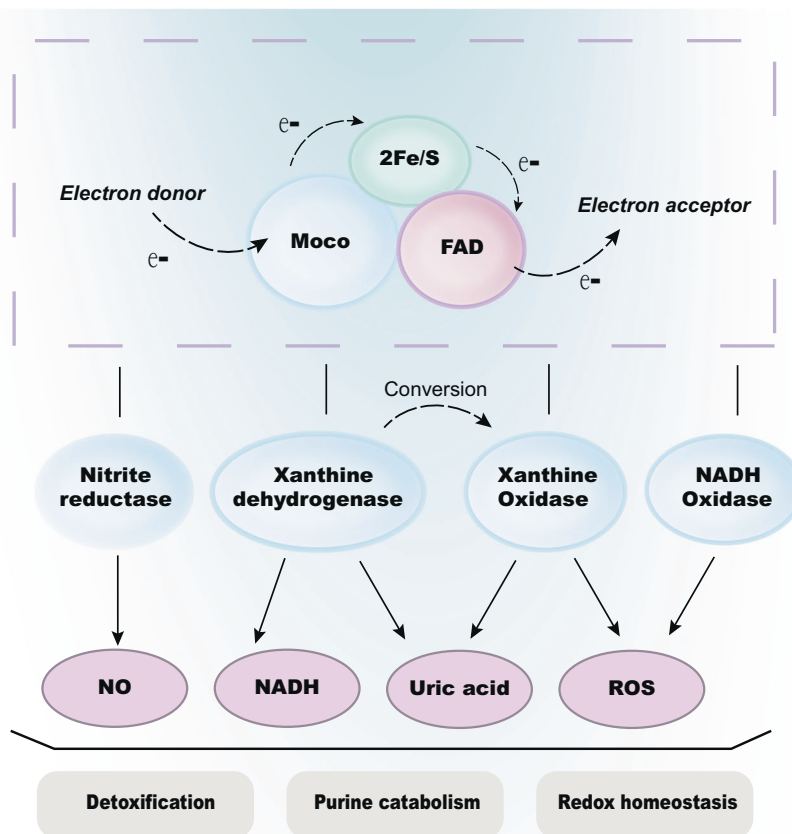 e-
2Fe/S
e-
Electron donor
Electron acceptor
Moco
FAD
e-
e-
Conversion
Nitrite
reductase
Xanthine
dehydrogenase
Xanthine
Oxidase
NADH
Oxidase
NO
NADH
Uric acid
ROS
Detoxification
Purine catabolism
Redox homeostasis